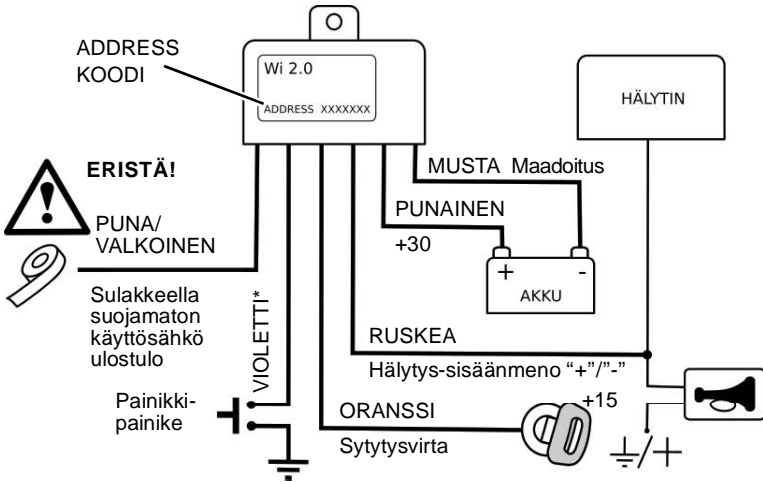 ADDRESS
KOODI
Wi 2.0
ADDRESS XXXXXXX
HÄLYTIN
ERISTÄ!
MUSTA Maadoitus
PUNA/
VALKOINEN
PUNAINEN
+30
+ -
AKKU
Sulakkeella
suojamaton
käyttösähkö
ulostulo
VIOLETTI*
RUSKEA
Hälytys-sisäänmeno “+”/”-”
Painikki-
painike
ORANSSI
+15
Sytytysvirta